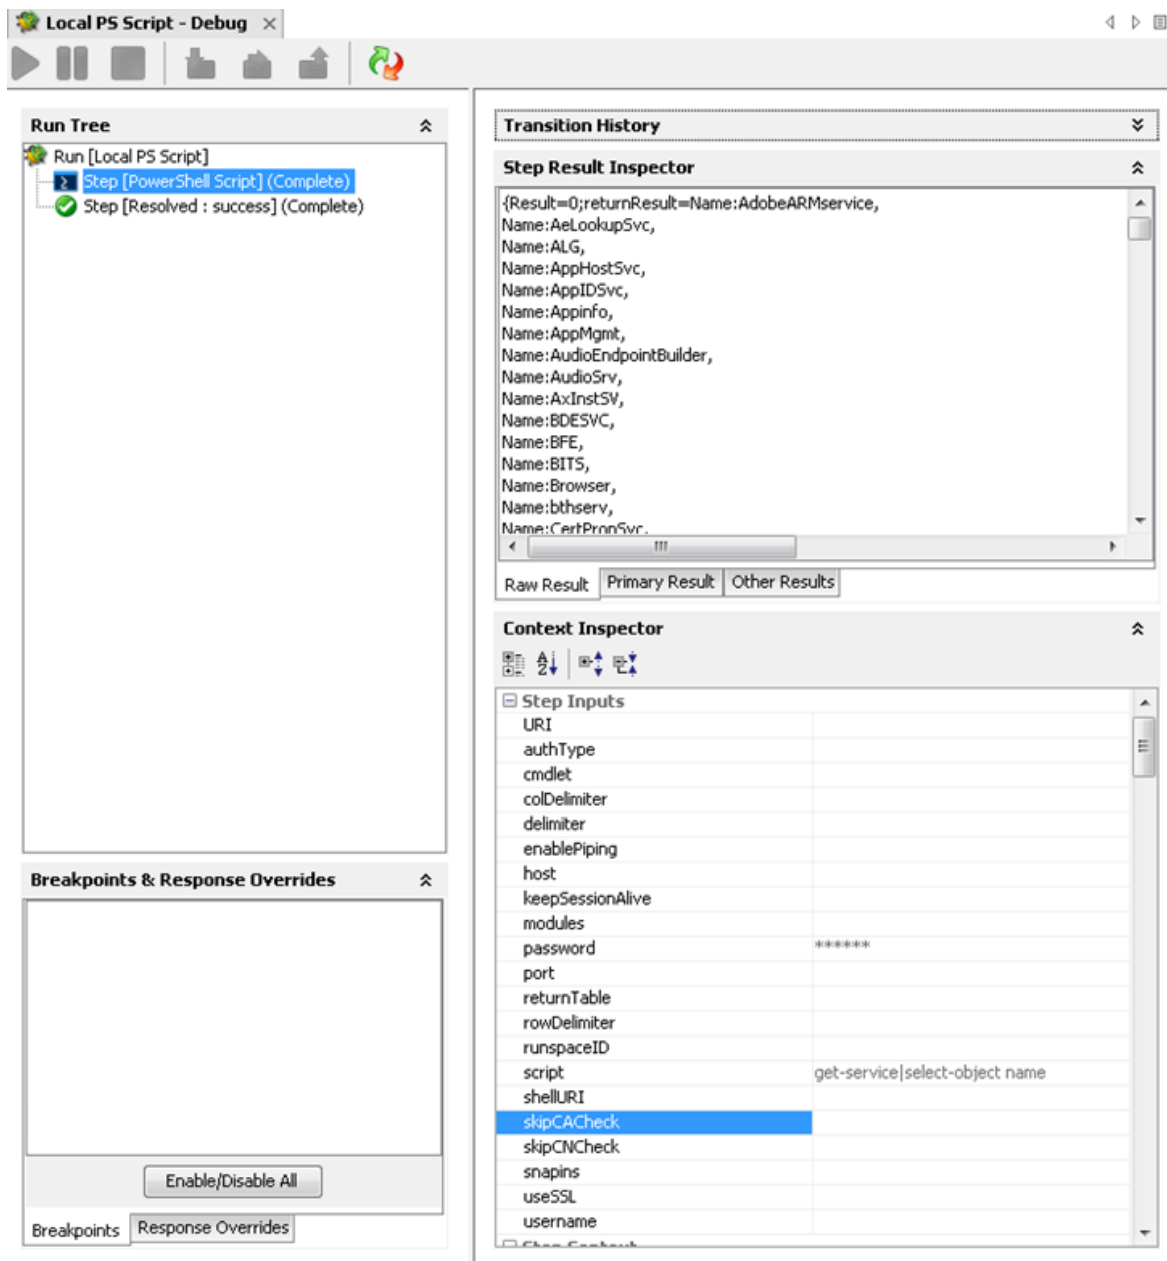 Local PS Script - Debug
Run Tree
Run [Local PS Script]
Step [PowerShell Script] (Complete)
Step [Resolved : success] (Complete)
Breakpoints & Response Overrides
Enable/Disable All
Breakpoints
Response Overrides
Transition History
Step Result Inspector
{Result=0;returnResult=Name:AdobeARMservice,
Name:AeLookupSvc,
Name:ALG,
Name:AppHostSvc,
Name:AppIDSvc,
Name:Appinfo,
Name:AppMgmt,
Name:AudioEndpointBuilder,
Name:AudioSrv,
Name:AxInstSV,
Name:BDESVC,
Name:BFE,
Name:BITS,
Name:Browser,
Name:bthserv,
Name:CertPropSvc,
Raw Result
Primary Result
Other Results
Context Inspector
Step Inputs
URI
authType
cmdlet
colDelimiter
delimiter
enablePiping
host
keepSessionAlive
modules
password ******
port
returnTable
rowDelimiter
runspaceID
script get-service|select-object name
shellURI
skipCACheck
skipCNCheck
snapins
useSSL
username
Step Context